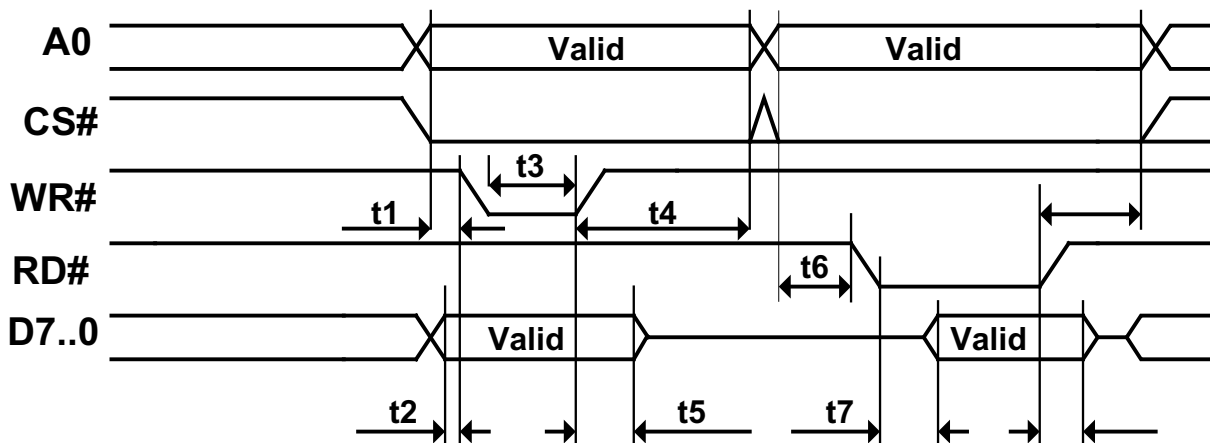 A0
Valid
Valid
CS#
WR#
t3
t1
t4
RD#
t6
D7..0
Valid
Valid
t2
t5
t7